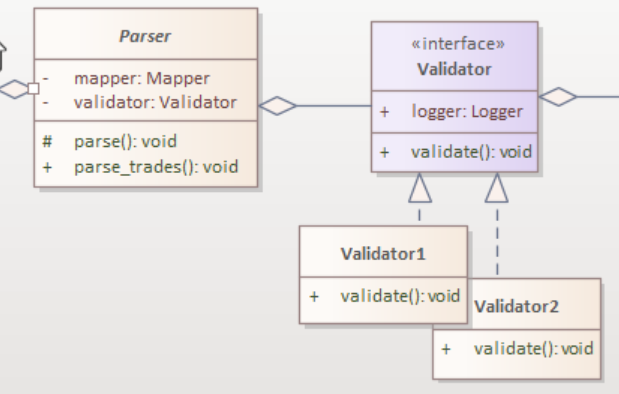 Parser
- mapper: Mapper
- validator: Validator
# parse(): void
+ parse_trades(): void
«interface»
Validator
+ logger: Logger
+ validate(): void
Validator1
+ validate(): void
Validator2
+ validate(): void